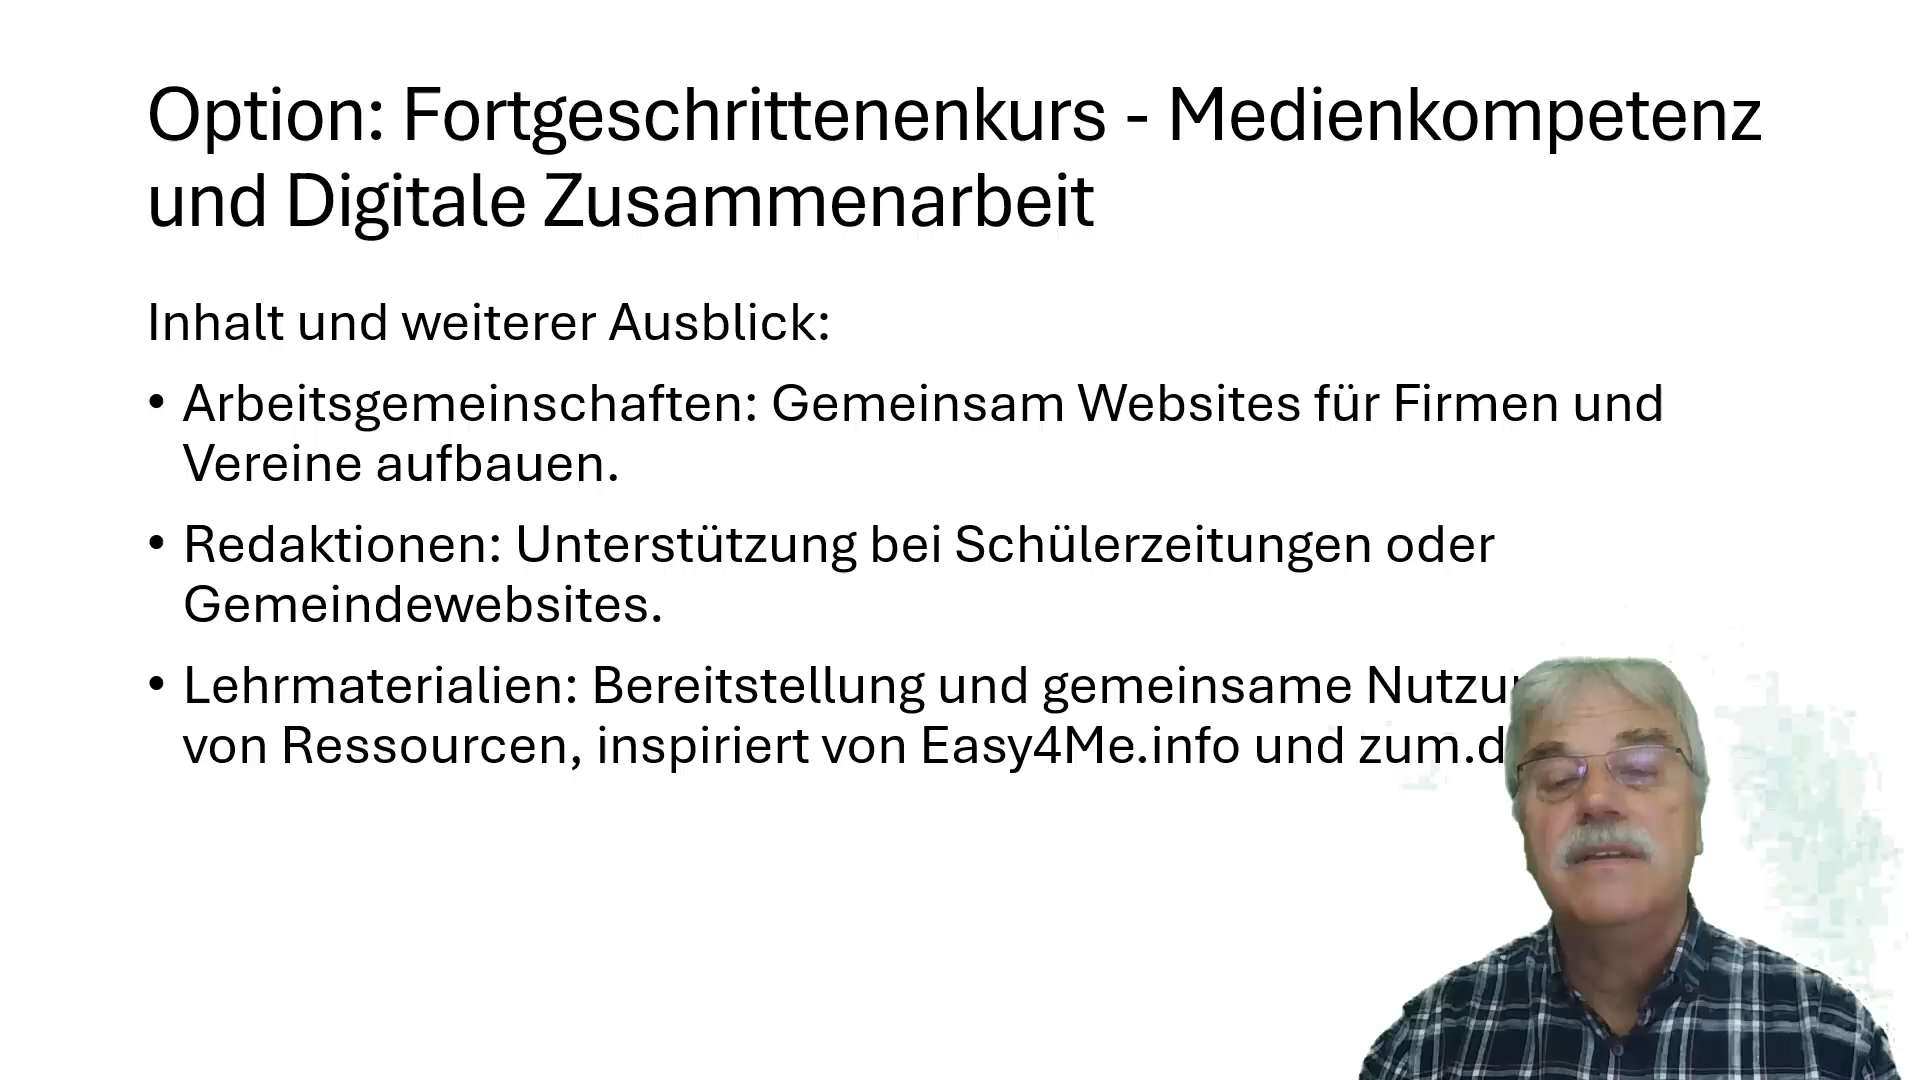 Option: Fortgeschrittenenkurs - Medienkompetenz
und Digitale Zusammenarbeit
Inhalt und weiterer Ausblick:
• Arbeitsgemeinschaften: Gemeinsam Websites für Firmen und
Vereine aufbauen.
• Redaktionen: Unterstützung bei Schülerzeitungen oder
Gemeindewebsites.
• Lehrmaterialien: Bereitstellung und gemeinsame
von Ressourcen, inspiriert von Easy4Me.info und